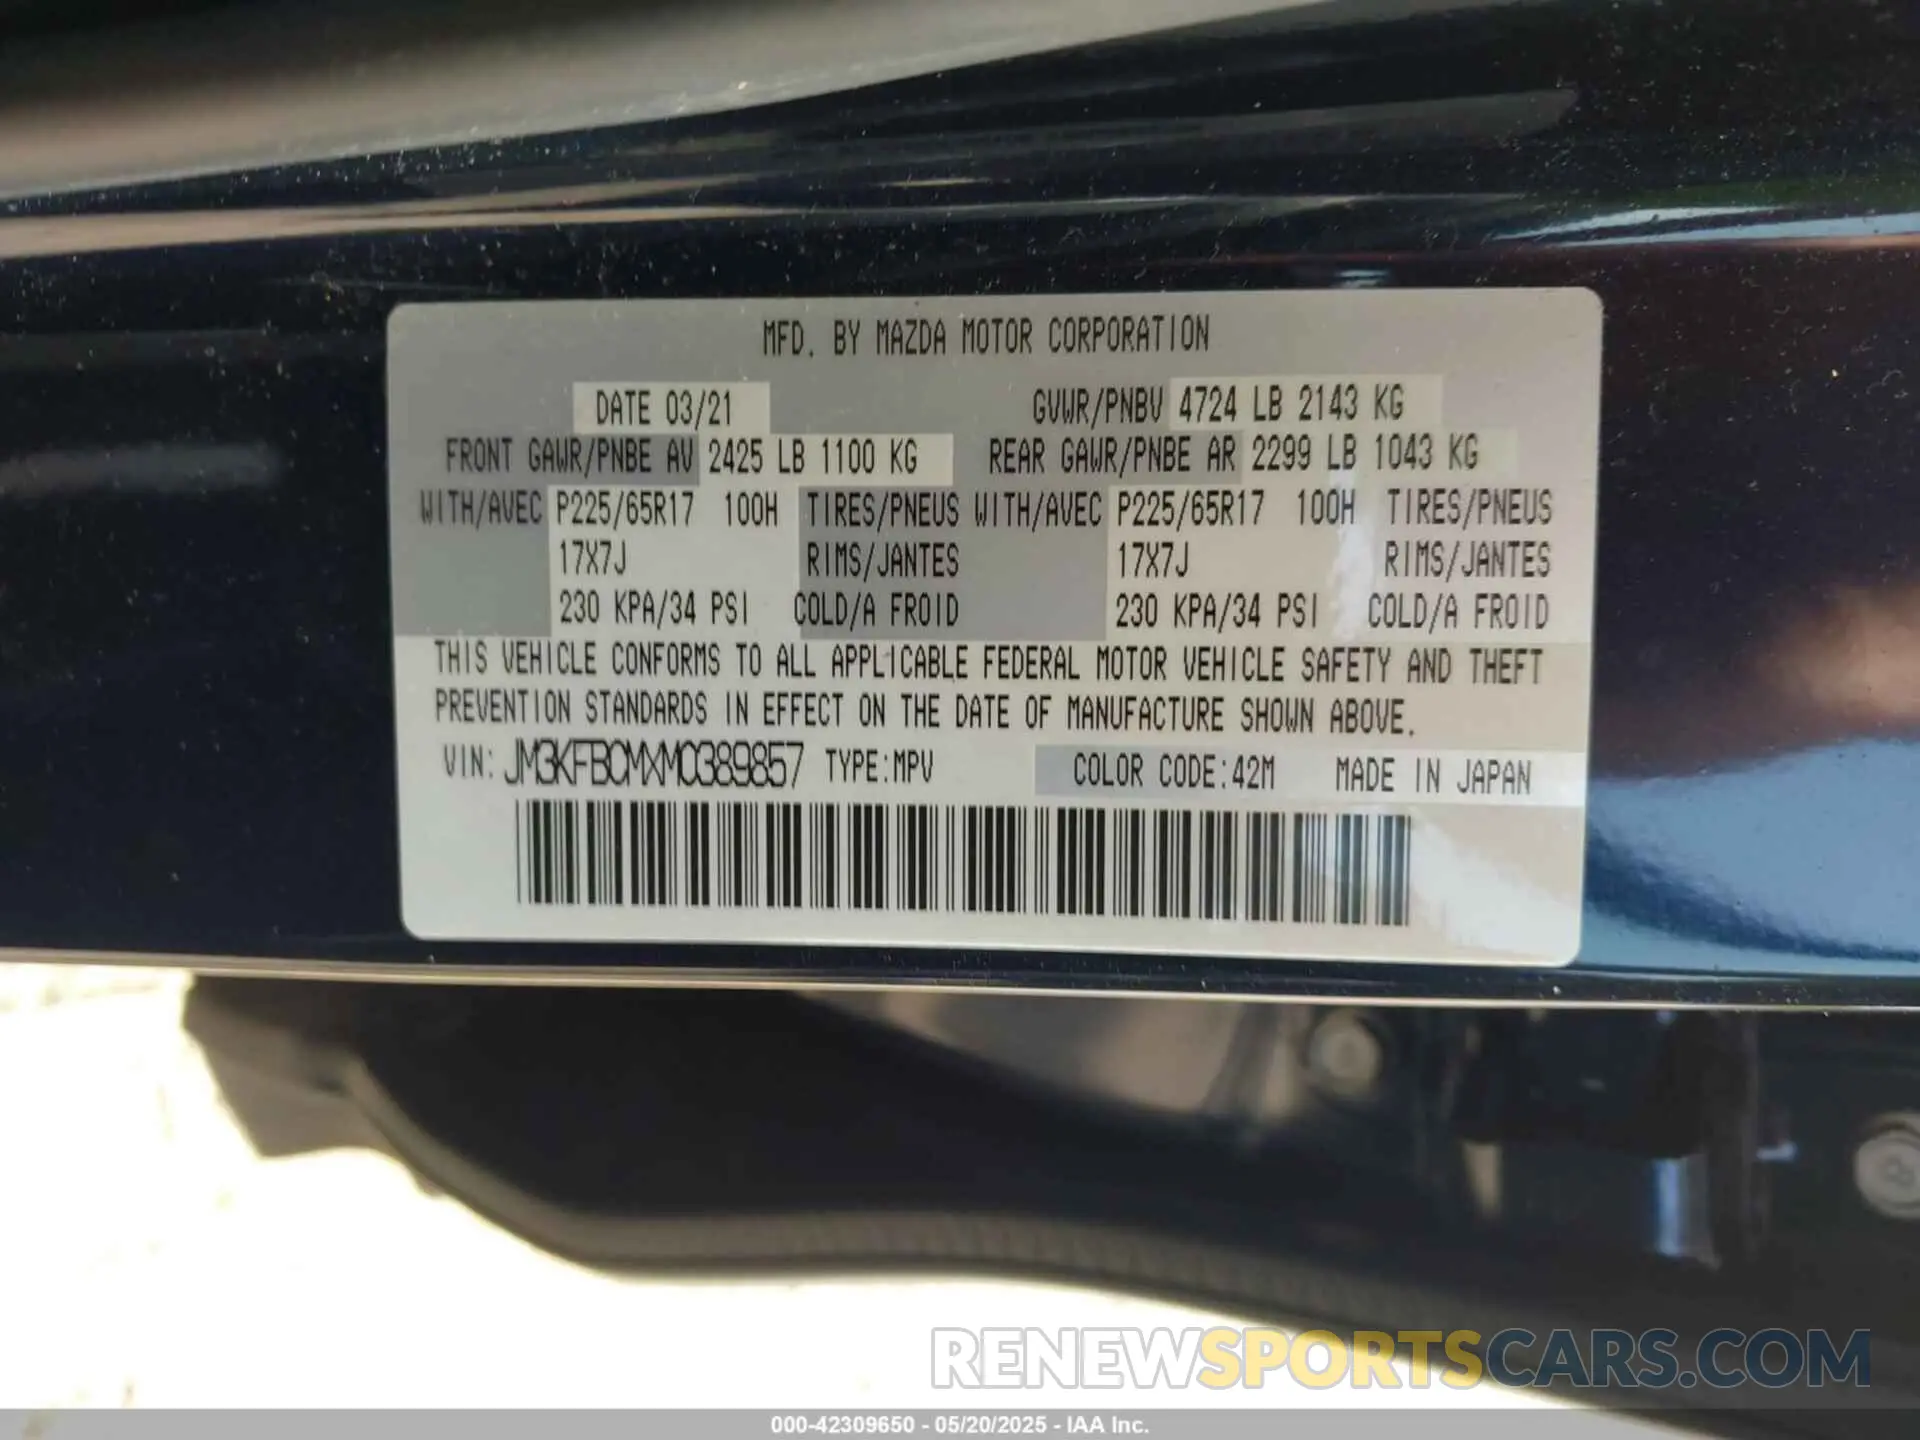 MFD. BY MAZDA MOTOR CORPORATION
DATE 03/21 GVWR/PNBV 4724 LB 2143 KG
FRONT GAWR/PNBE AV 2425 LB 1100 KG REAR GAWR/PNBE AR 2299 LB 1043 KG
WITH/AVEC P225/65R17 100H TIRES/PNEUS WITH/AVEC P225/65R17 100H TIRES/PNEUS
17X7J RIMS/JANTES 17X7J RIMS/JANTES
230 KPA/34 PSI COLD/A FROID 230 KPA/34 PSI COLD/A FROID
THIS VEHICLE CONFORMS TO ALL APPLICABLE FEDERAL MOTOR VEHICLE SAFETY AND THEFT
PREVENTION STANDARDS IN EFFECT ON THE DATE OF MANUFACTURE SHOWN ABOVE.
VIN: JM3KFBCMXM0389857 TYPE:MPV COLOR CODE:42M MADE IN JAPAN
RENEWSPORTSCARS.COM
000-42309650 - 05/20/2025 - IAA Inc.